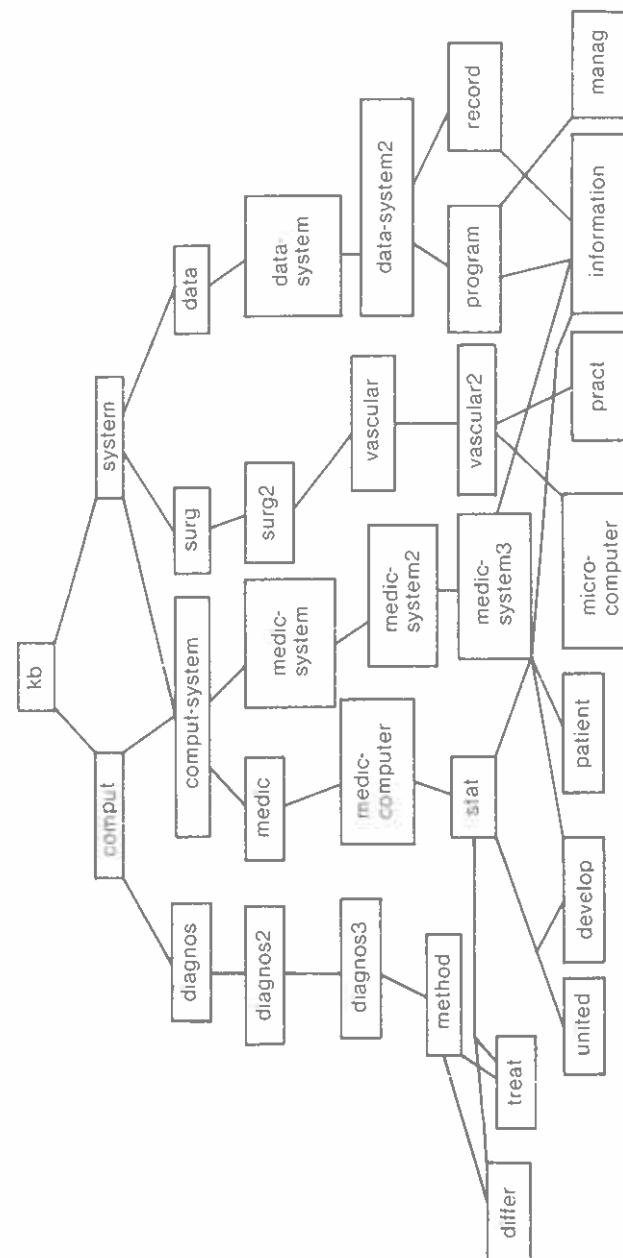 kb
comput
system
diagnos
comput-system
surg
data
diagnos2
medic
medic-
system
surg2
data-
system
diagnos3
medic-
computer
medic-
system2
vascular
data-system2
method
stat
medic-
system3
vascular2
program
record
differ
treat
united
develop
patient
micro-
computer
pract
information
manag